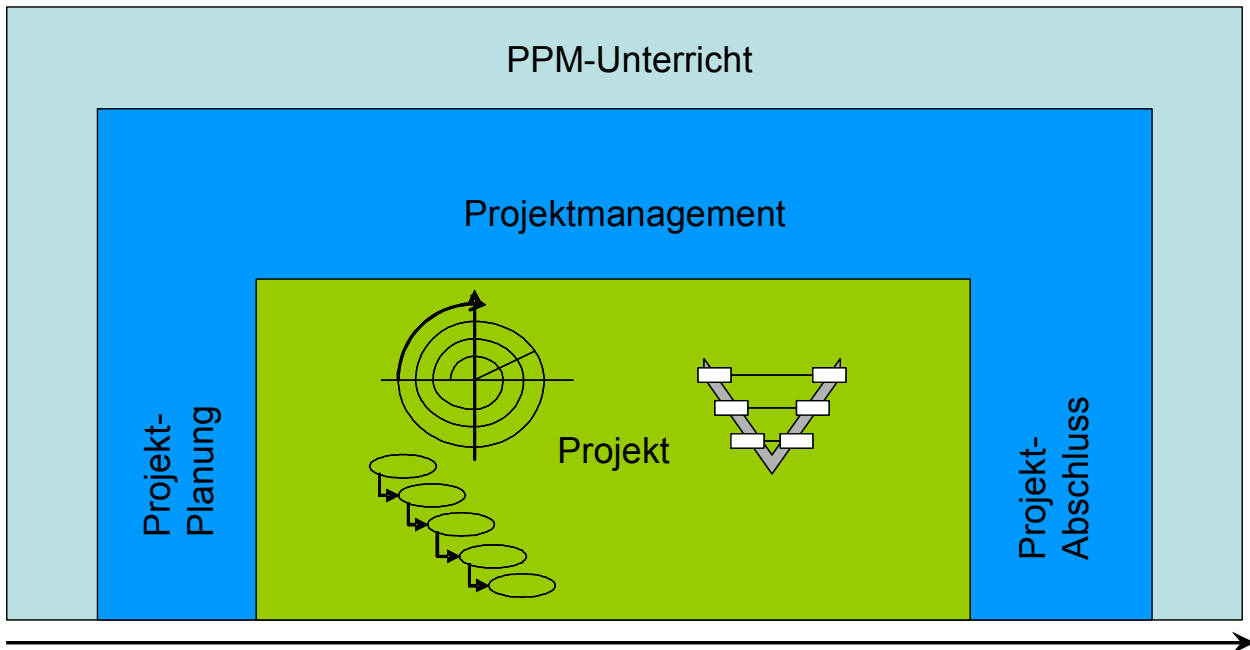 PPM-Unterricht
Projektmanagement
Projekt-
Planung
Projekt
Projekt-
Abschluss